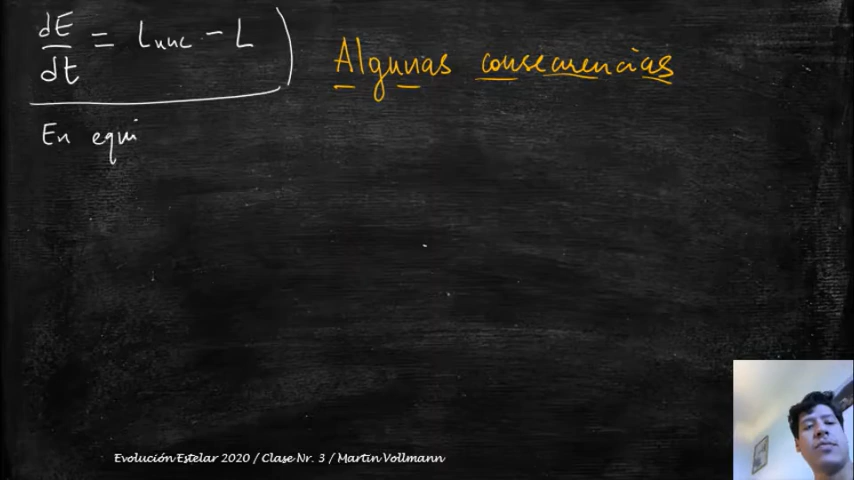 dE/dt = Lnuc - L
Algunas consecuencias
En equi
Evolución Estelar 2020 / Clase Nr. 3 / Martin Vollmann